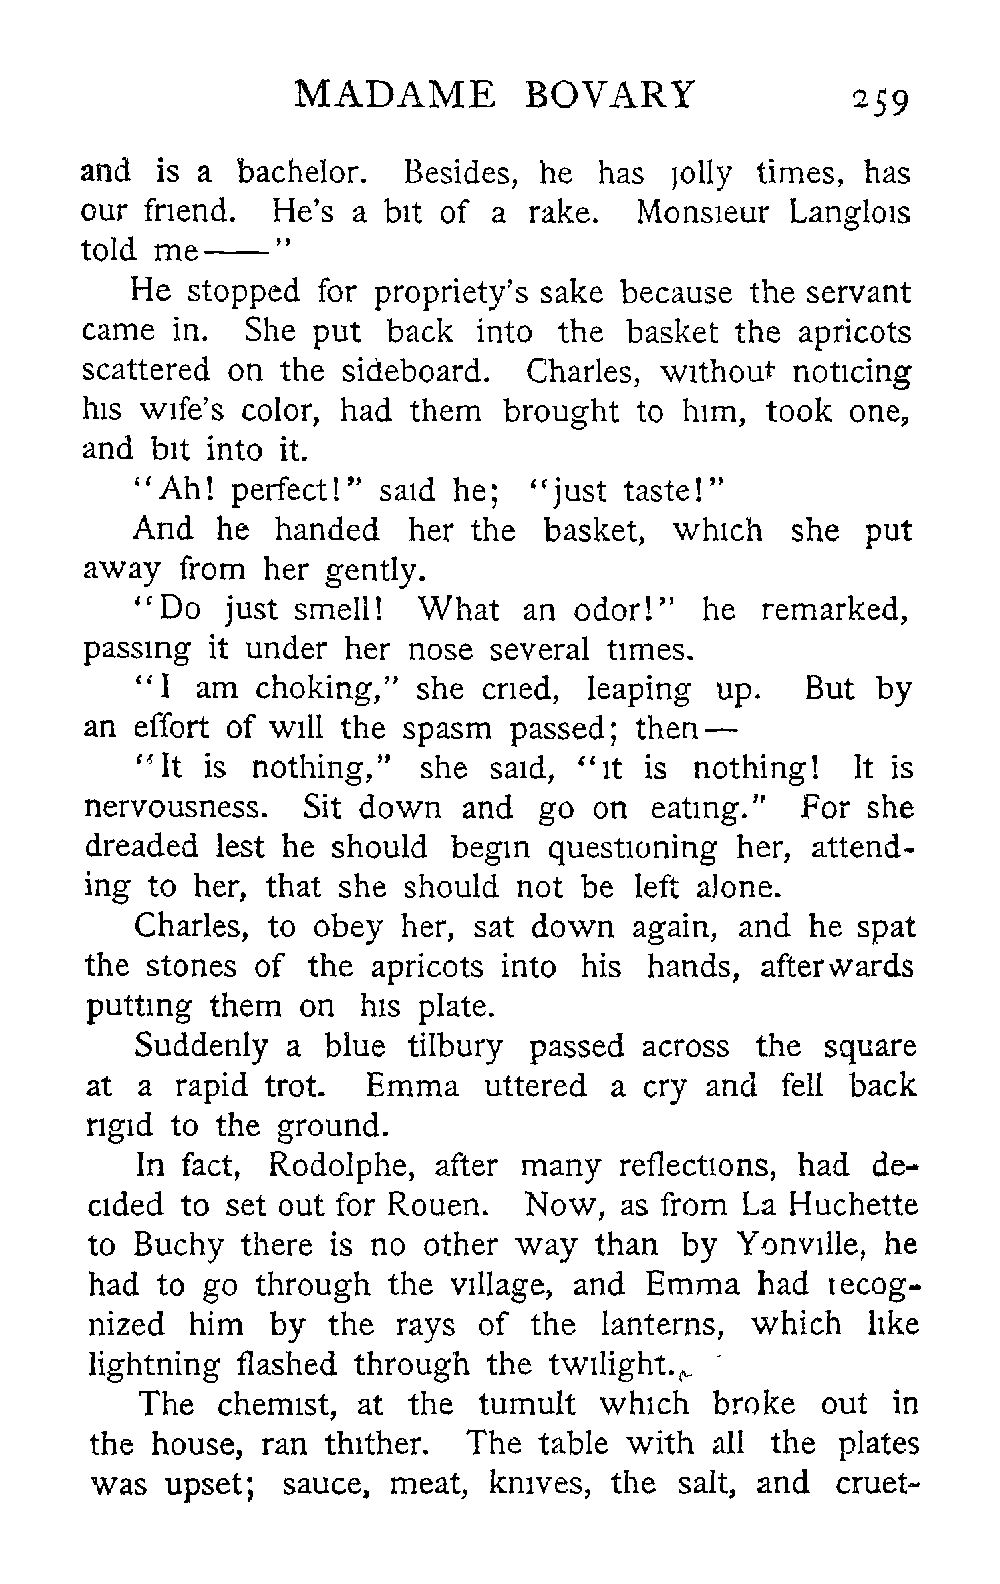 MADAME BOVARY 259
and is a bachelor. Besides, he has jolly times, has
our friend. He's a bit of a rake. Monsieur Langlois
told me——"
He stopped for propriety's sake because the servant
came in. She put back into the basket the apricots
scattered on the sideboard. Charles, without noticing
his wife's color, had them brought to him, took one,
and bit into it.
"Ah! perfect!" said he; "just taste!"
And he handed her the basket, which she put
away from her gently.
"Do just smell! What an odor!" he remarked,
passing it under her nose several times.
"I am choking," she cried, leaping up. But by
an effort of will the spasm passed; then—
"It is nothing," she said, "it is nothing! It is
nervousness. Sit down and go on eating." For she
dreaded lest he should begin questioning her, attend-
ing to her, that she should not be left alone.
Charles, to obey her, sat down again, and he spat
the stones of the apricots into his hands, afterwards
putting them on his plate.
Suddenly a blue tilbury passed across the square
at a rapid trot. Emma uttered a cry and fell back
rigid to the ground.
In fact, Rodolphe, after many reflections, had de-
cided to set out for Rouen. Now, as from La Huchette
to Buchy there is no other way than by Yonville, he
had to go through the village, and Emma had recog-
nized him by the rays of the lanterns, which like
lightning flashed through the twilight.
The chemist, at the tumult which broke out in
the house, ran thither. The table with all the plates
was upset; sauce, meat, knives, the salt, and cruet-